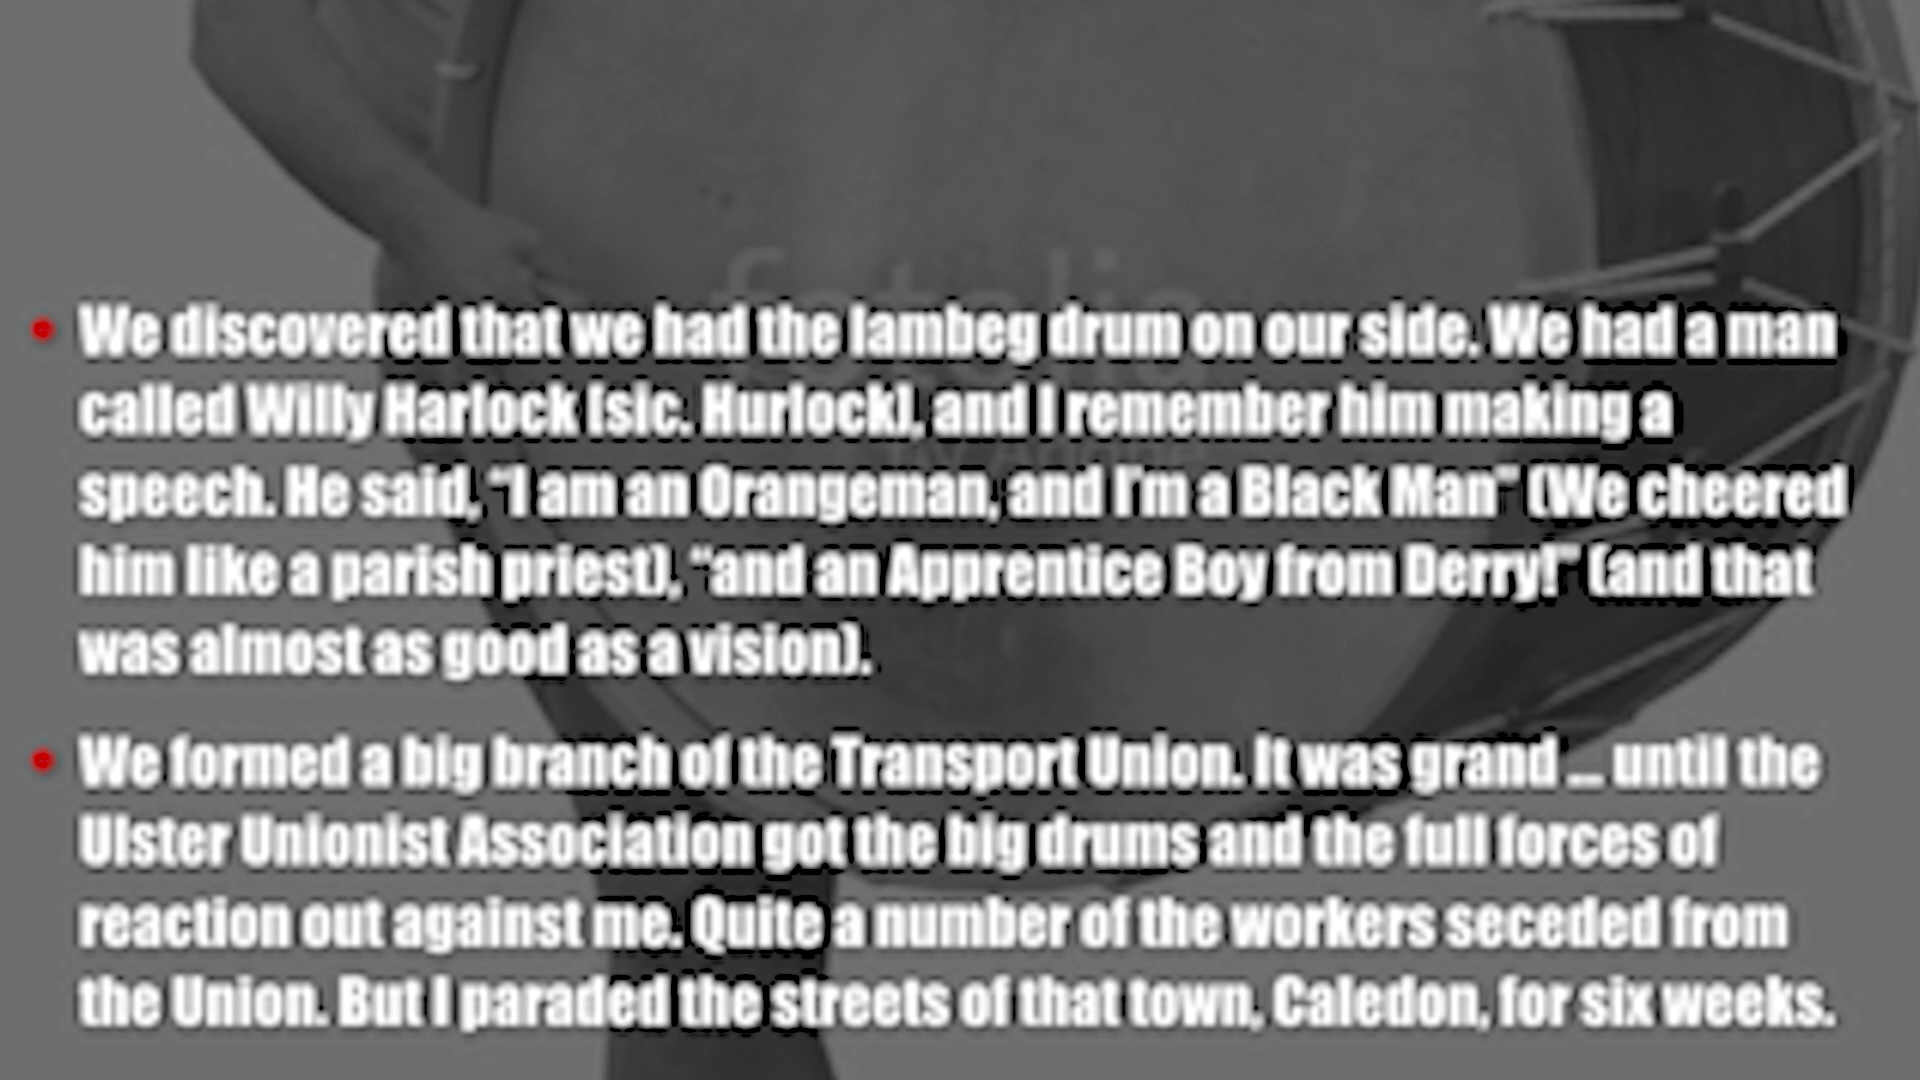 fotolia
• We discovered that we had the lambeg drum on our side. We had a man
called Willy Harlock [sic. Hurlock], and I remember him making a
speech. He said, “I am an Orangeman, and I’m a Black Man” (We cheered
him like a parish priest), “and an Apprentice Boy from Derry!” (and that
was almost as good as a vision).
• We formed a big branch of the Transport Union. It was grand ... until the
Ulster Unionist Association got the big drums and the full forces of
reaction out against me. Quite a number of the workers seceded from
the Union. But I paraded the streets of that town, Caledon, for six weeks.